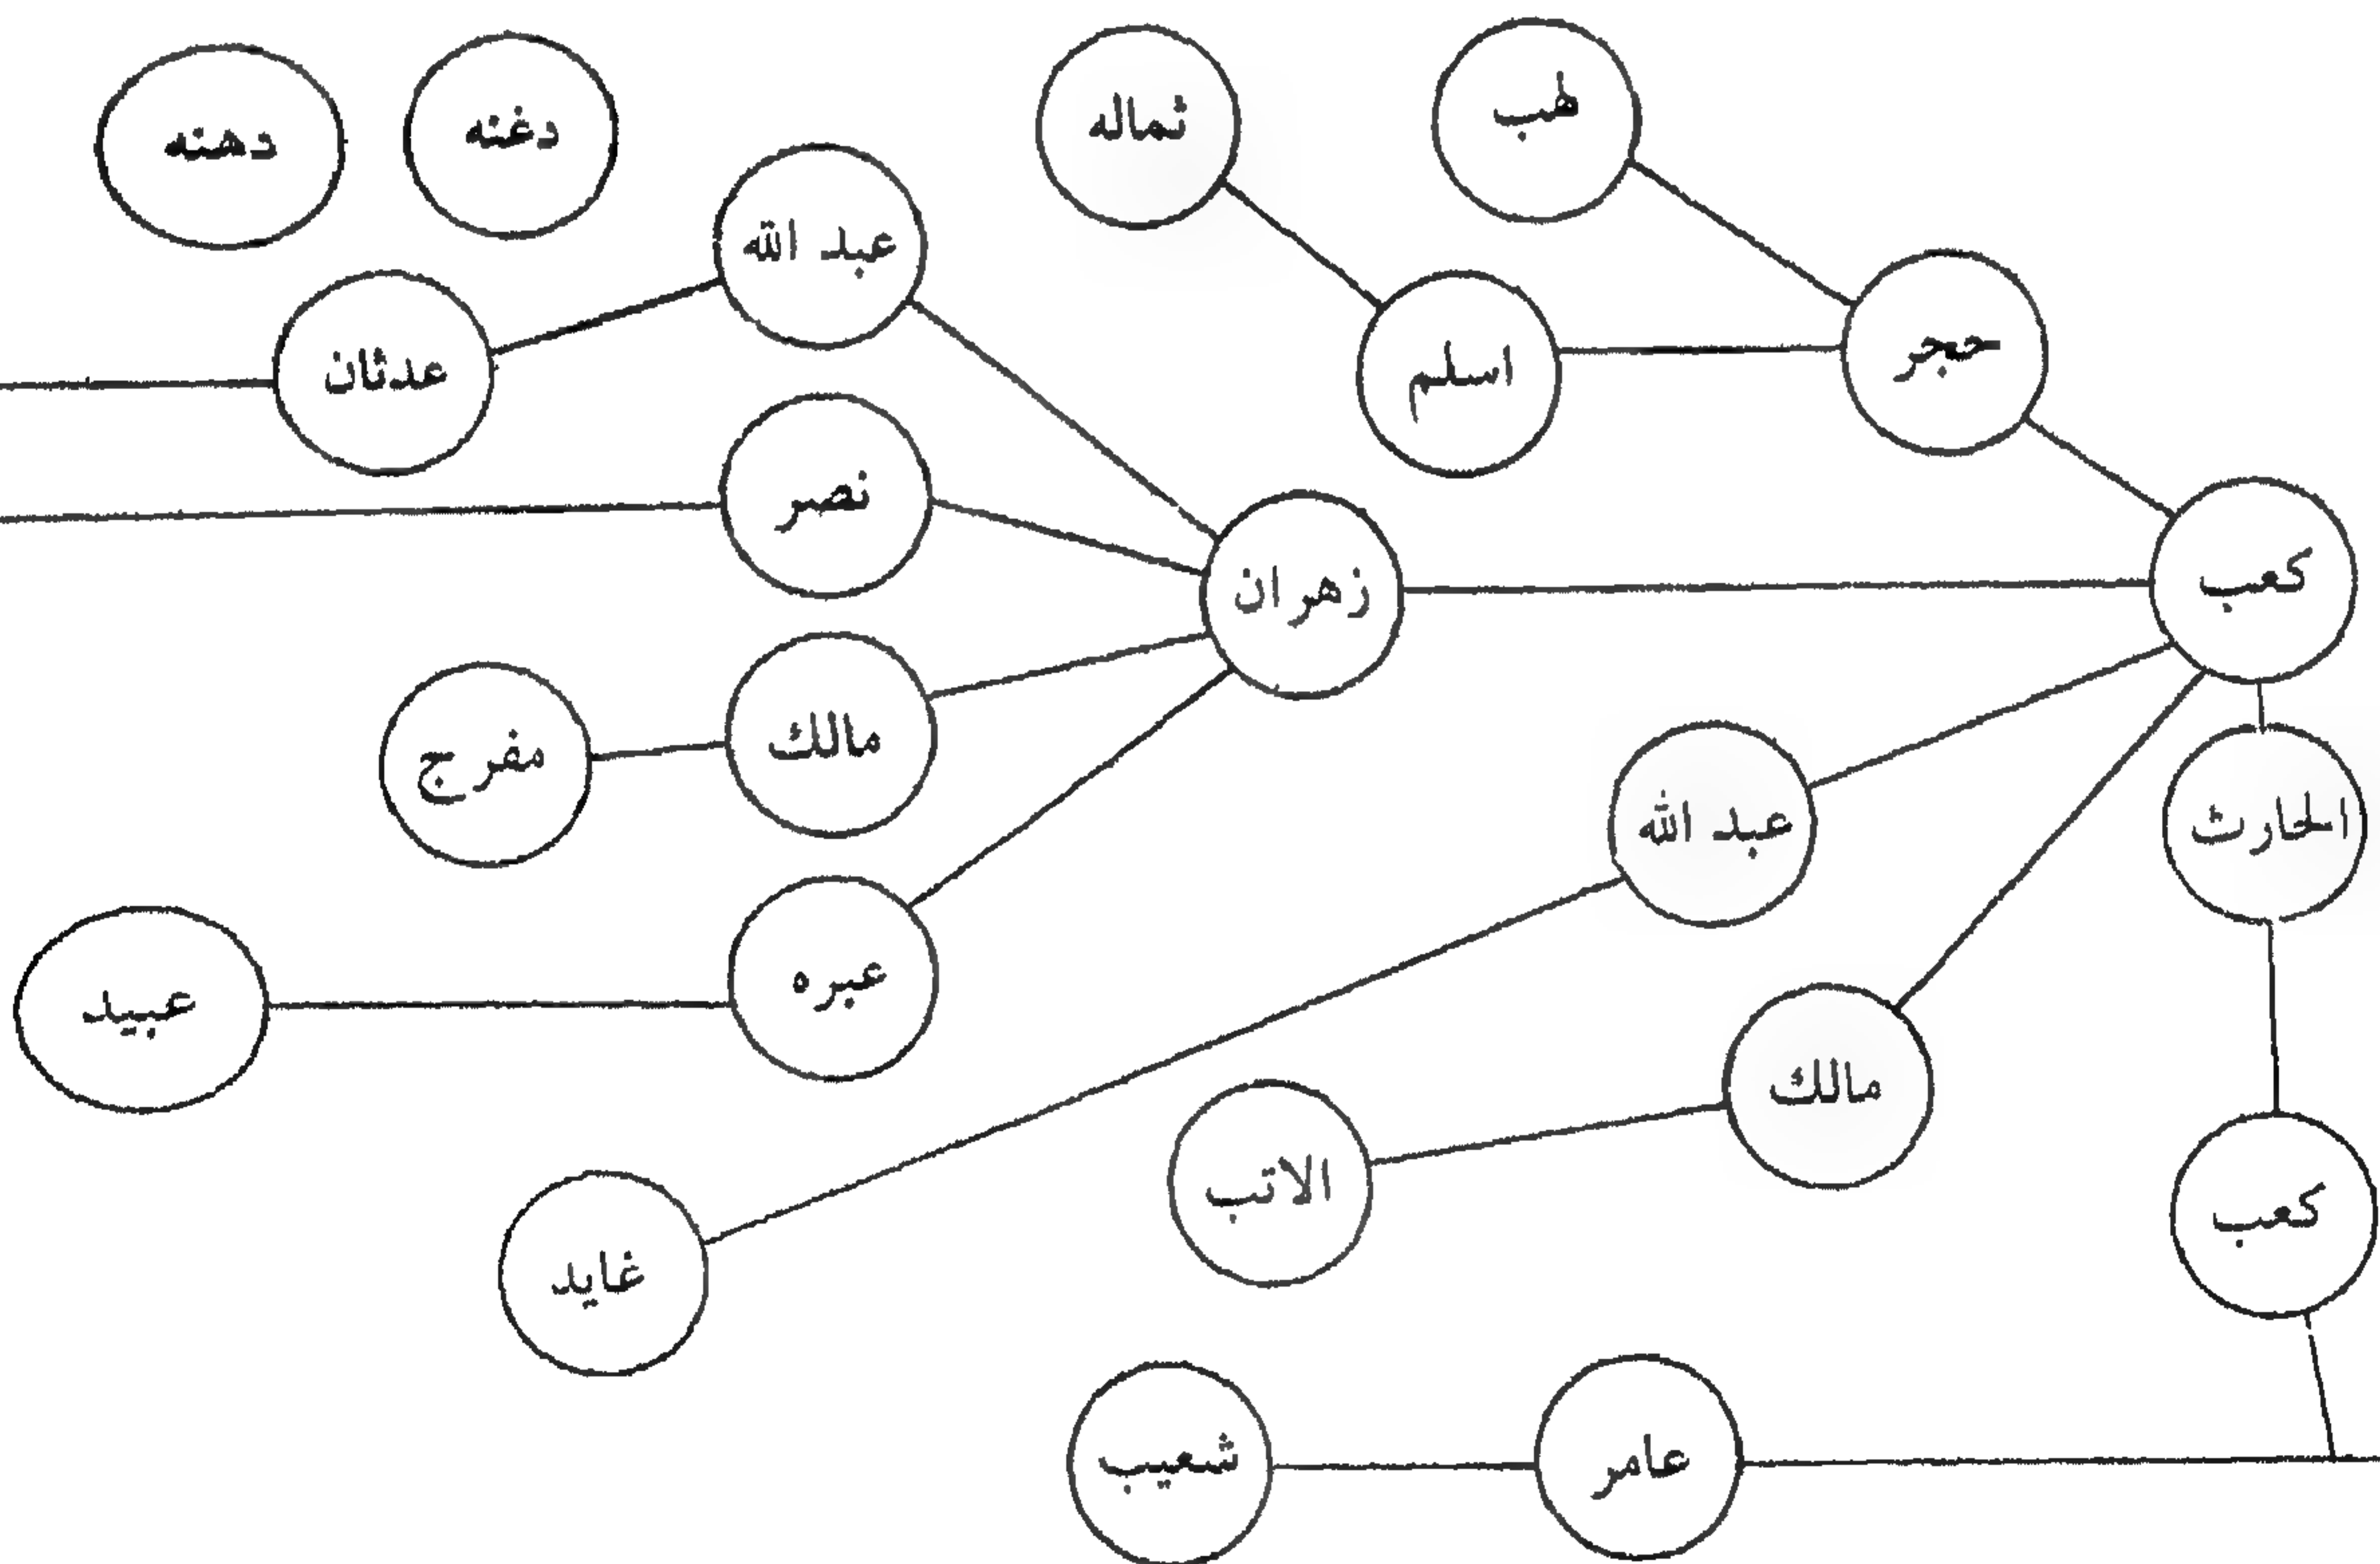 طب
ثماله
دغنه
دهنه
عبد الله
حجر
اسلم
عدثان
نصر
كعب
زهران
مالك
مفرج
الحارث
عبد الله
عبره
عبيد
مالك
الاتب
كعب
غايد
عامر
شعيب